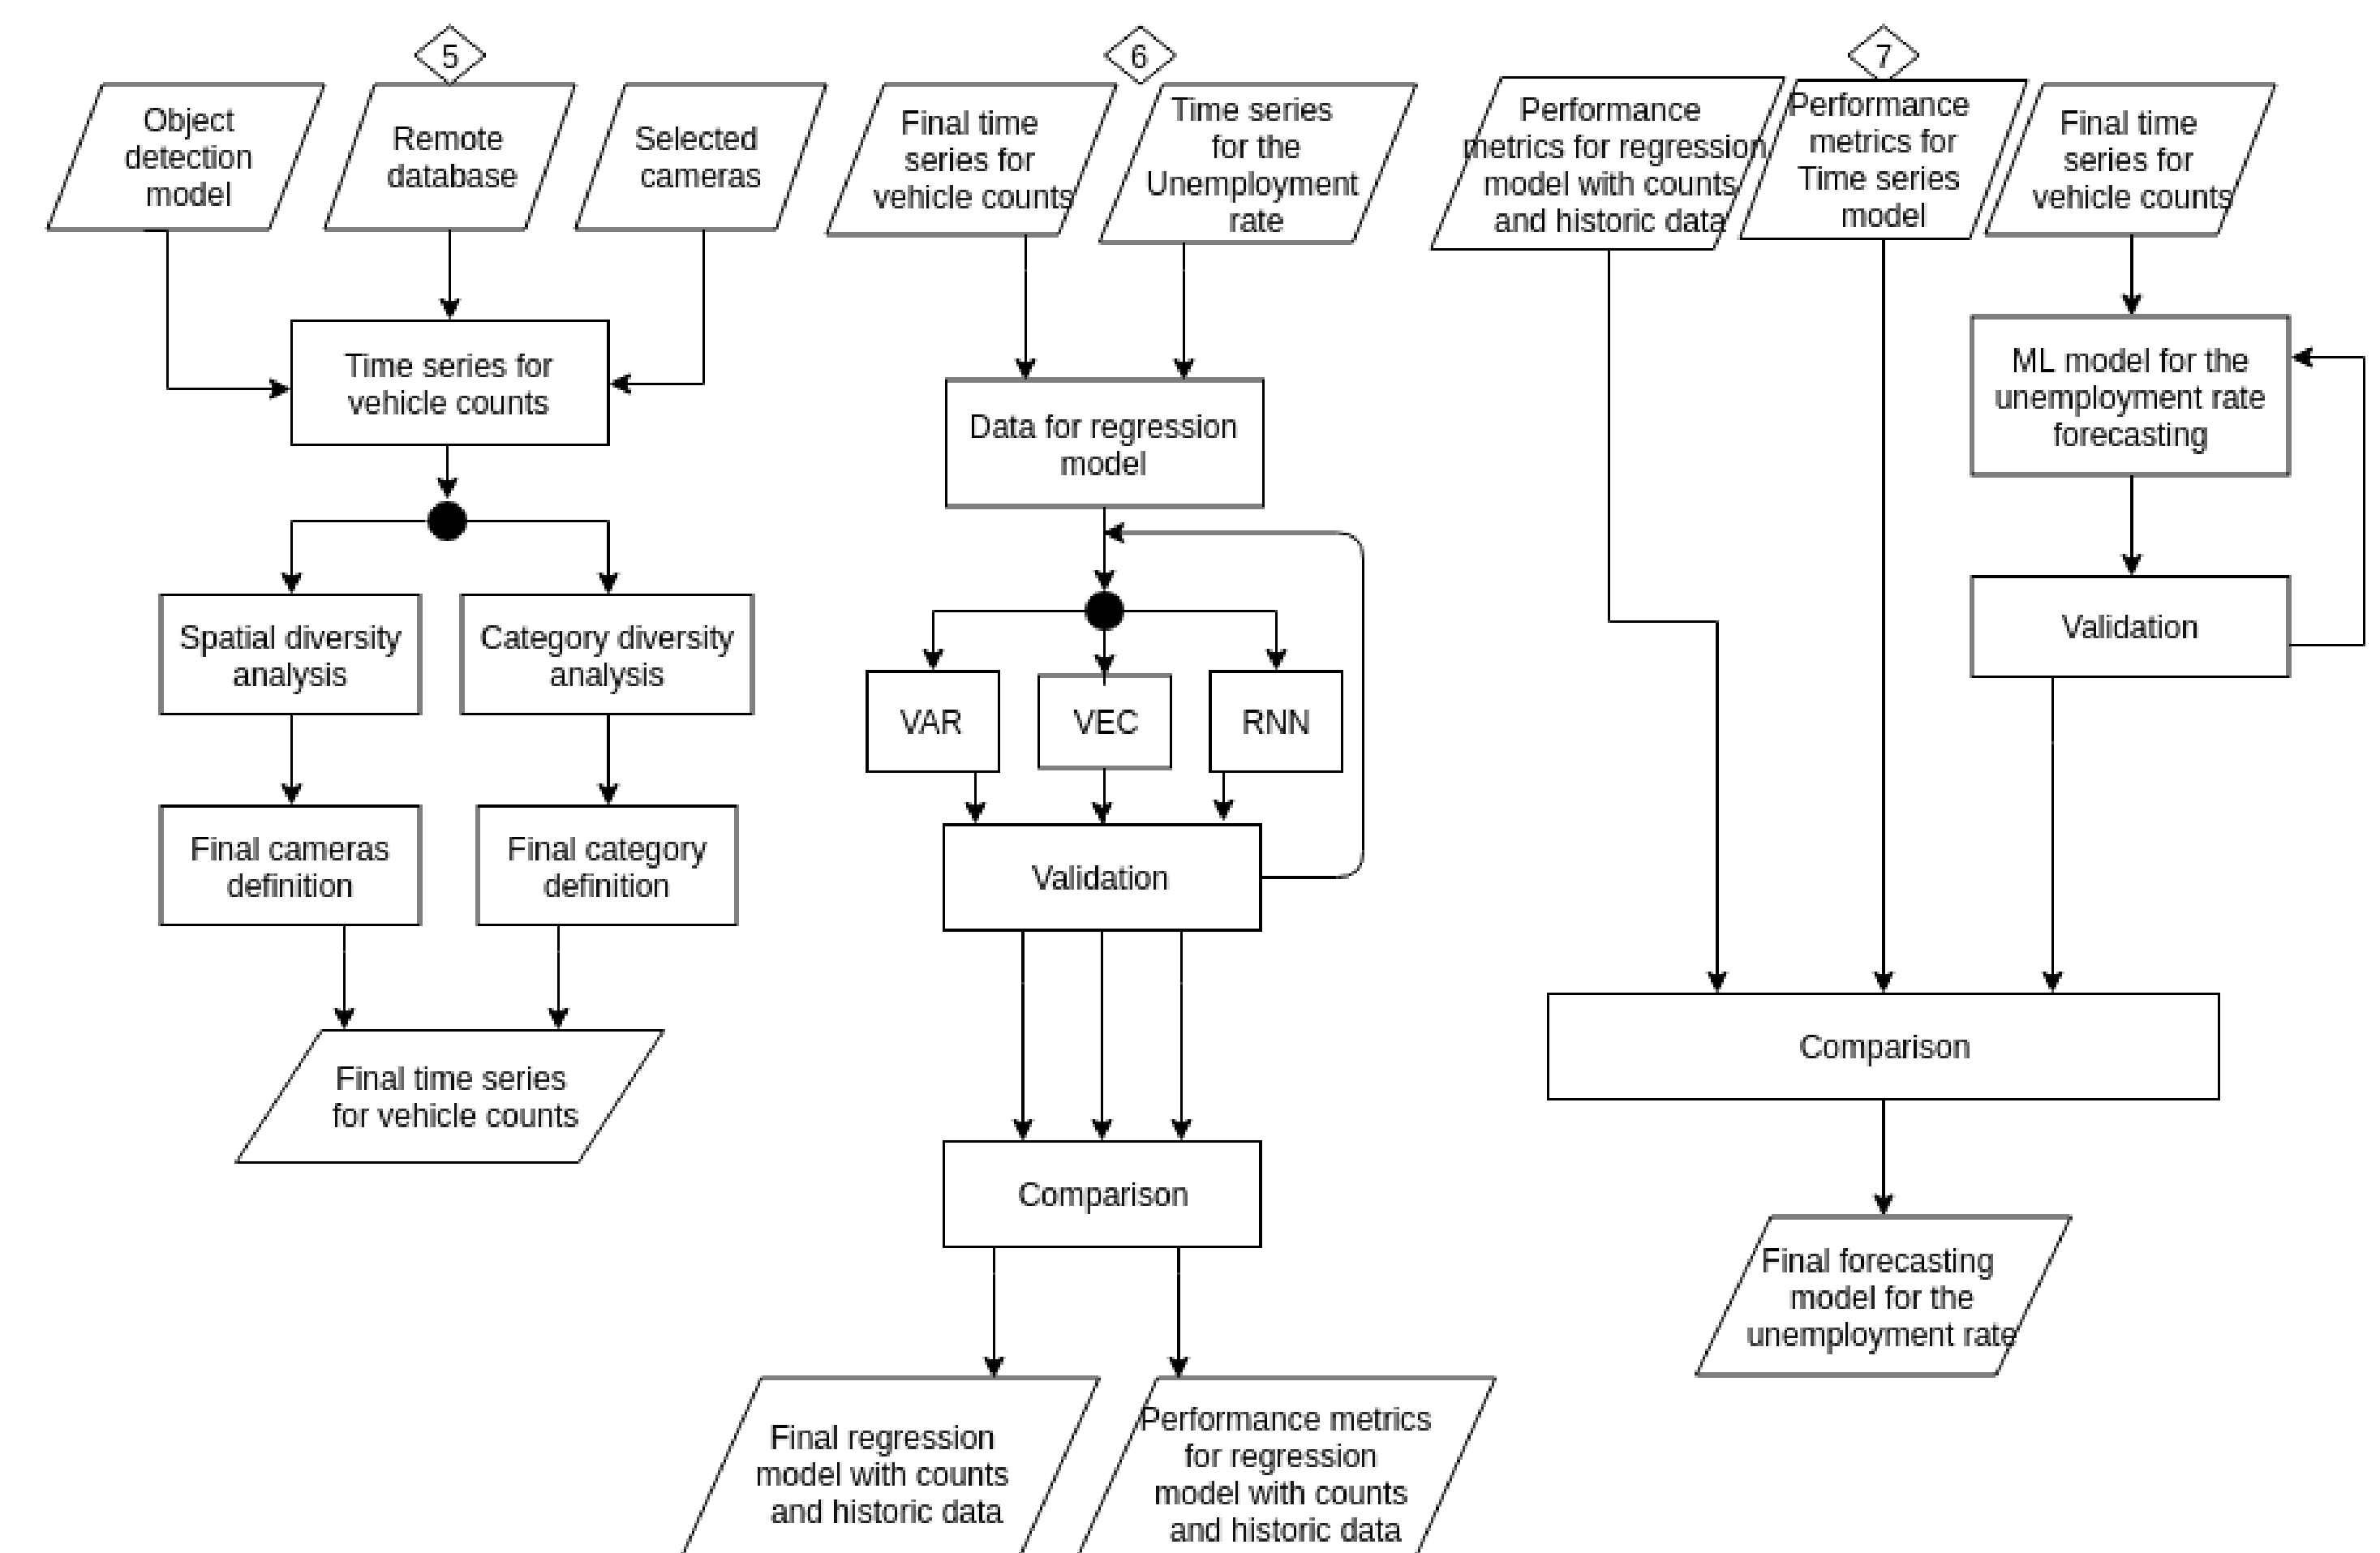 5
Object
detection
model
Remote
database
Selected
cameras
Time series for
vehicle counts
Spatial diversity
analysis
Category diversity
analysis
Final cameras
definition
Final category
definition
Final time series
for vehicle counts
6
Final time
series for
vehicle counts
Time series
for the
Unemployment
rate
Data for regression
model
VAR
VEC
RNN
Validation
Comparison
Final regression
model with counts
and historic data
Performance metrics
for regression
model with counts
and historic data
7
Performance
metrics for regression
model with counts
and historic data
Performance
metrics for
Time series
model
Final time
series for
vehicle counts
ML model for the
unemployment rate
forecasting
Validation
Comparison
Final forecasting
model for the
unemployment rate